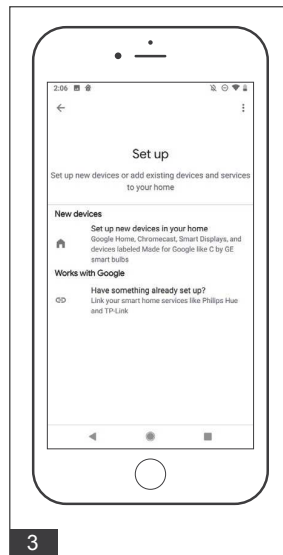 2:06
Set up
Set up new devices or add existing devices and services
to your home
New devices
Set up new devices in your home
Google Home, Chromecast, Smart Displays, and
devices labeled Made for Google like C by GE
smart bulbs
Works with Google
Have something already set up?
Link your smart home services like Philips Hue
and TP-Link
3